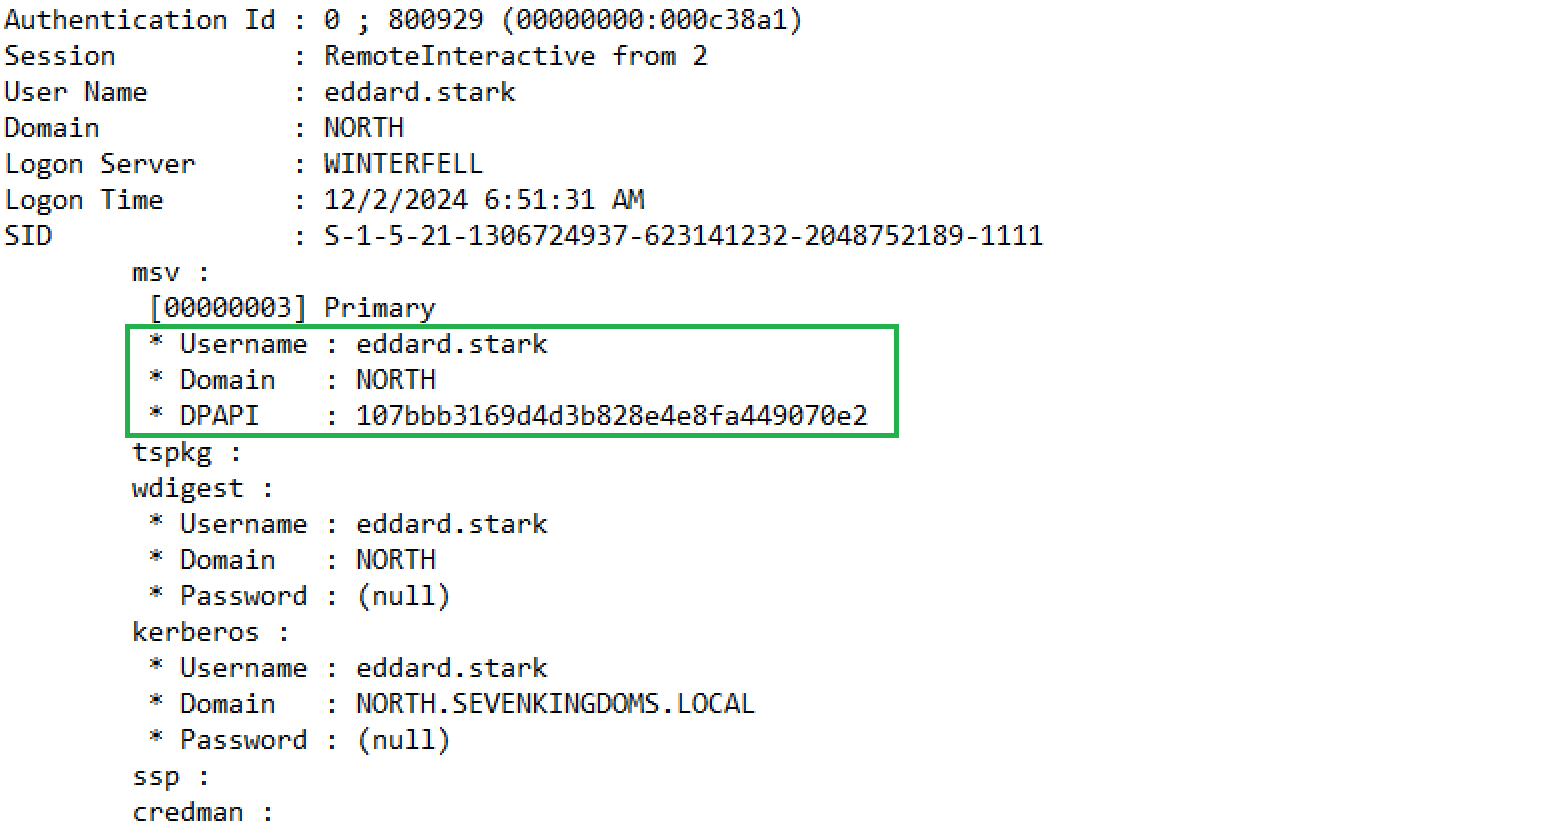 Authentication Id : 0 ; 800929 (00000000:000c38a1)
Session           : RemoteInteractive from 2
User Name         : eddard.stark
Domain            : NORTH
Logon Server      : WINTERFELL
Logon Time        : 12/2/2024 6:51:31 AM
SID               : S-1-5-21-1306724937-623141232-2048752189-1111
        msv :
         [00000003] Primary
         * Username : eddard.stark
         * Domain   : NORTH
         * DPAPI    : 107bbb3169d4d3b828e4e8fa449070e2
        tspkg :
        wdigest :
         * Username : eddard.stark
         * Domain   : NORTH
         * Password : (null)
        kerberos :
         * Username : eddard.stark
         * Domain   : NORTH.SEVENKINGDOMS.LOCAL
         * Password : (null)
        ssp :
        credman :